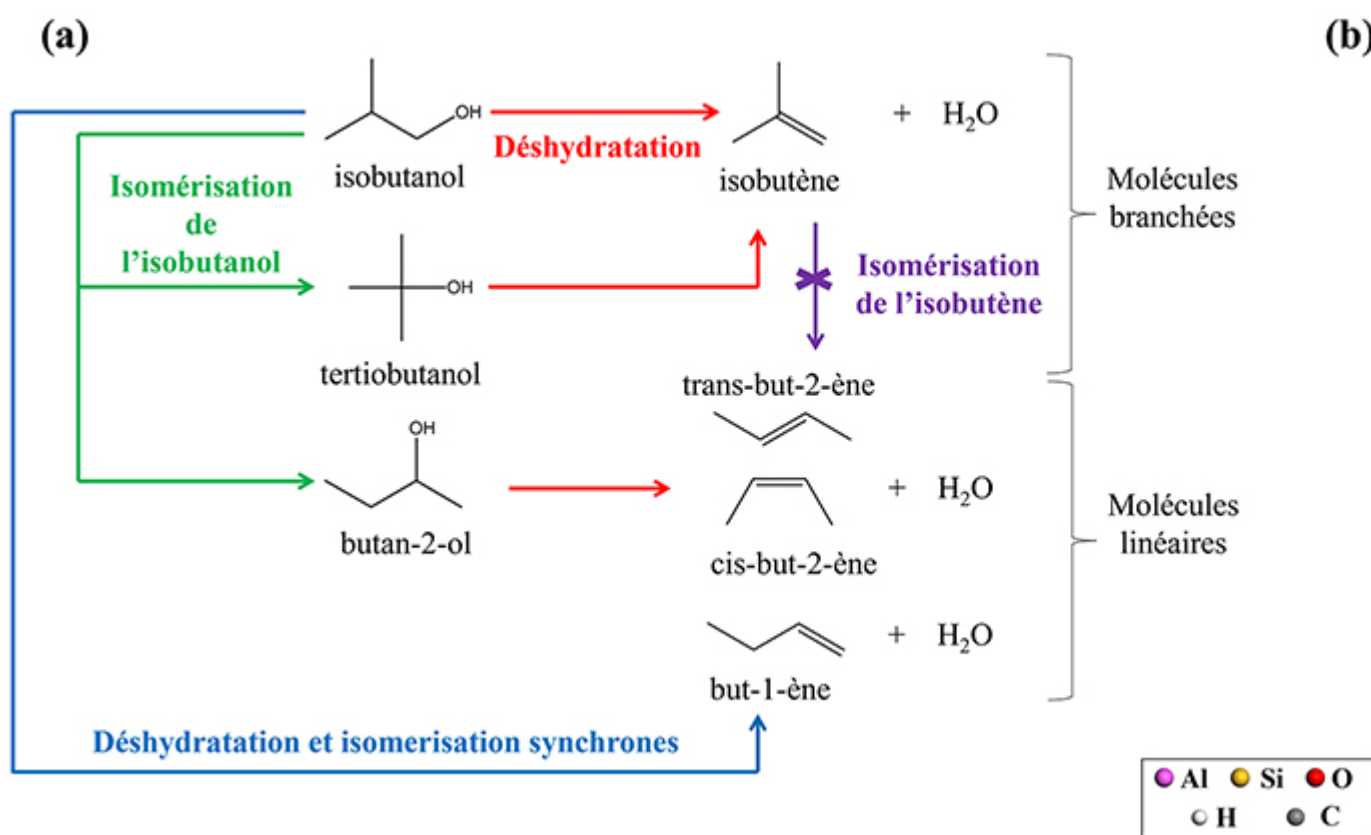 (a)
(b)
OH
isobutanol
Déshydratation
isobutène
+ H₂O
Molécules
branchées
Isomérisation
de
l’isobutanol
OH
tertiobutanol
Isomérisation
de l’isobutène
trans-but-2-ène
OH
butan-2-ol
+ H₂O
cis-but-2-ène
Molécules
linéaires
+ H₂O
but-1-ène
Déshydratation et isomerisation synchrones
Al Si O
H C